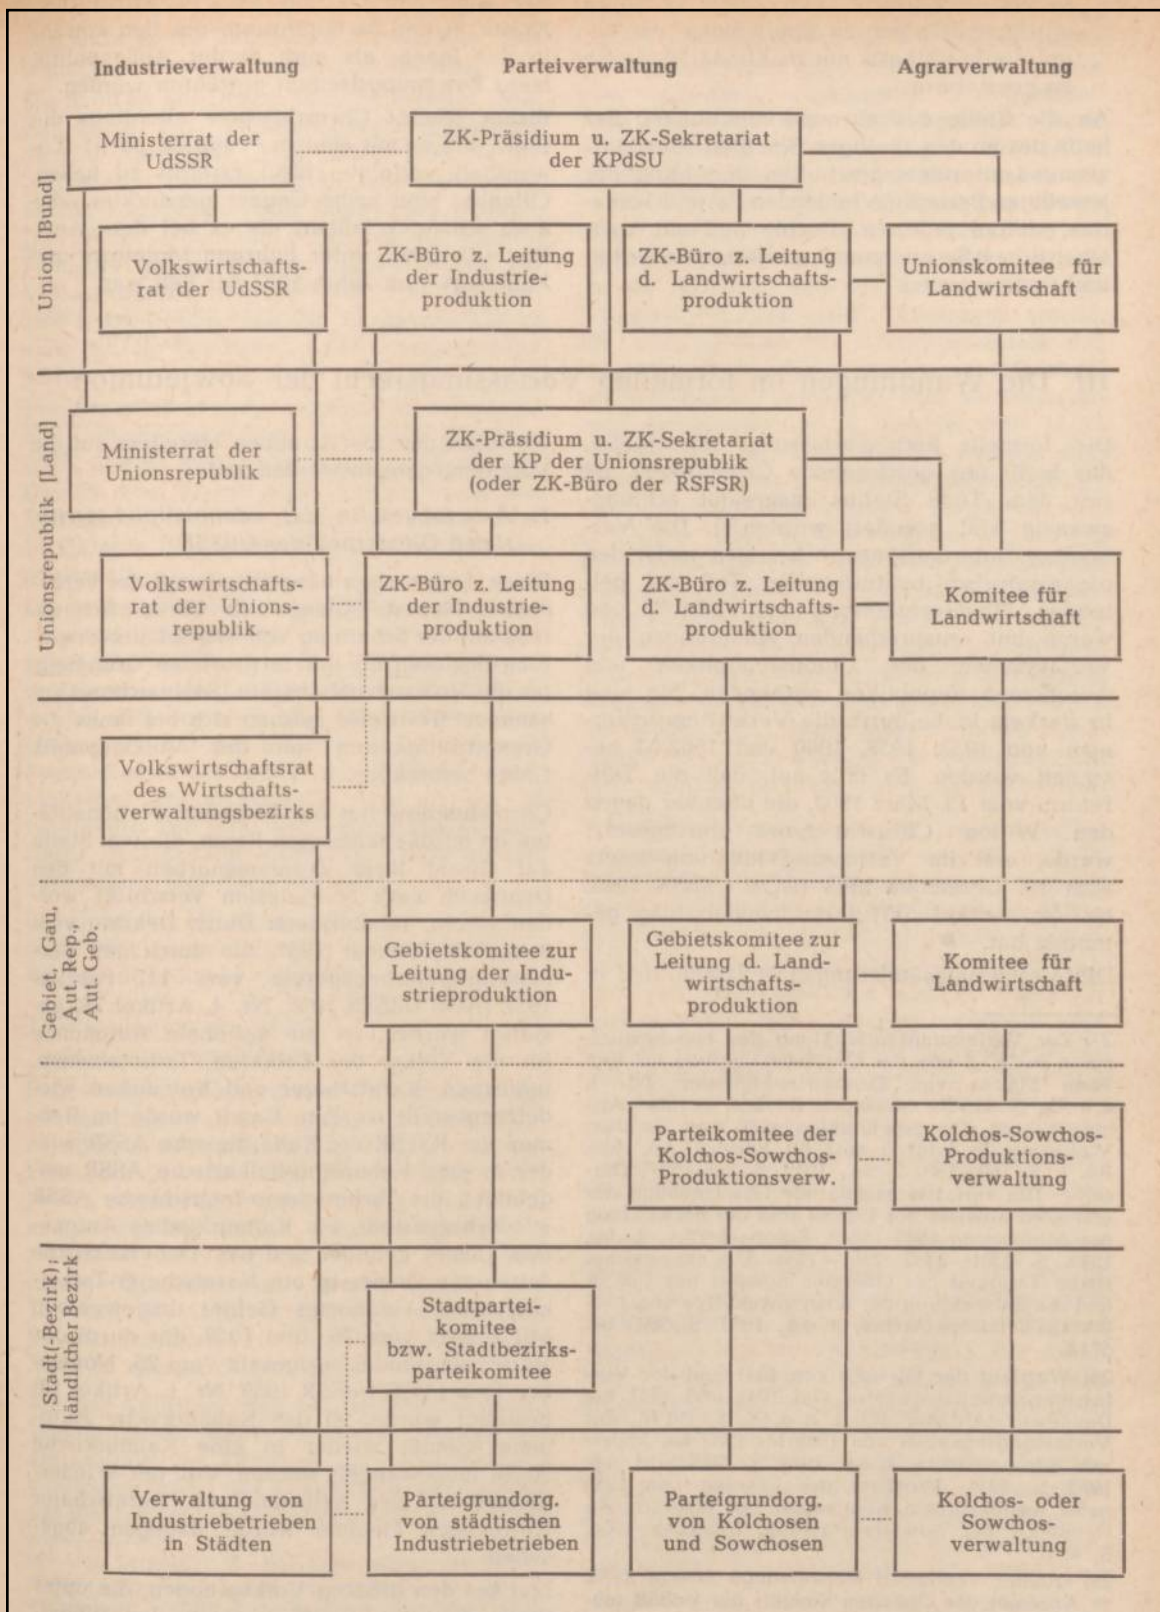 Industrieverwaltung
Parteiverwaltung
Agrarverwaltung
Union [Bund]
Ministerrat der
UdSSR
ZK-Präsidium u. ZK-Sekretariat
der KPdSU
Volkswirtschafts-
rat der UdSSR
ZK-Büro z. Leitung
der Industrie-
produktion
ZK-Büro z. Leitung
d. Landwirtschafts-
produktion
Unionskomitee für
Landwirtschaft
Unionsrepublik [Land]
Ministerrat der
Unionsrepublik
ZK-Präsidium u. ZK-Sekretariat
der KP der Unionsrepublik
(oder ZK-Büro der RSFSR)
Volkswirtschafts-
rat der Unions-
republik
ZK-Büro z. Leitung
der Industrie-
produktion
ZK-Büro z. Leitung
d. Landwirtschafts-
produktion
Komitee für
Landwirtschaft
Volkswirtschaftsrat
des Wirtschafts-
verwaltungsbezirks
Gebiet, Gau,
Aut. Rep.,
Aut. Geb.
Gebietskomitee zur
Leitung der Indu-
strieproduktion
Gebietskomitee zur
Leitung d. Land-
wirtschafts-
produktion
Komitee für
Landwirtschaft
Parteikomitee der
Kolchos-Sowchos-
Produktionsverw.
Kolchos-Sowchos-
Produktions-
verwaltung
Stadt(-Bezirk);
ländlicher Bezirk
Stadtpartei-
komitee
bzw. Stadtbezirks-
parteikomitee
Verwaltung von
Industriebetrieben
in Städten
Parteigrundorg.
von städtischen
Industriebetrieben
Parteigrundorg.
von Kolchosen
und Sowchosen
Kolchos- oder
Sowchos-
verwaltung